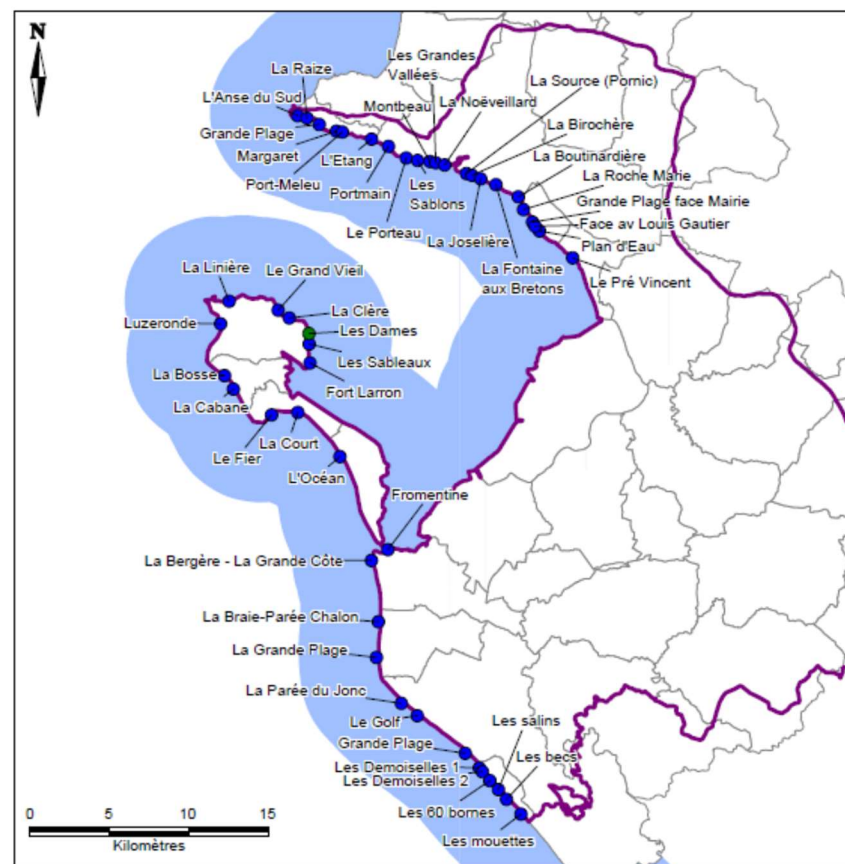 N
Les Grandes
Vallées
La Raize
La Source (Pornic)
L'Anse du Sud
Montbeau
La Noëveillard
Grande Plage
La Birochère
Margaret
L'Etang
La Boutinardière
Port-Meleu
La Roche Marie
Portmain
Les
Sablons
Grande Plage face Mairie
Face av Louis Gautier
Le Porteau
Plan d'Eau
La Joselière
La Fontaine
aux Bretons
Le Pré Vincent
La Linière
Le Grand Vieil
La Clère
Luzeronde
Les Dames
Les Sableaux
La Bosse
Fort Larron
La Cabane
La Court
Le Fier
L'Océan
Fromentine
La Bergère - La Grande Côte
La Braie-Parée Chalon
La Grande Plage
La Parée du Jonc
Le Golf
Les salins
Grande Plage
Les becs
Les Demoiselles 1
Les Demoiselles 2
Les 60 bornes
Les mouettes
0 5 10 15
Kilomètres